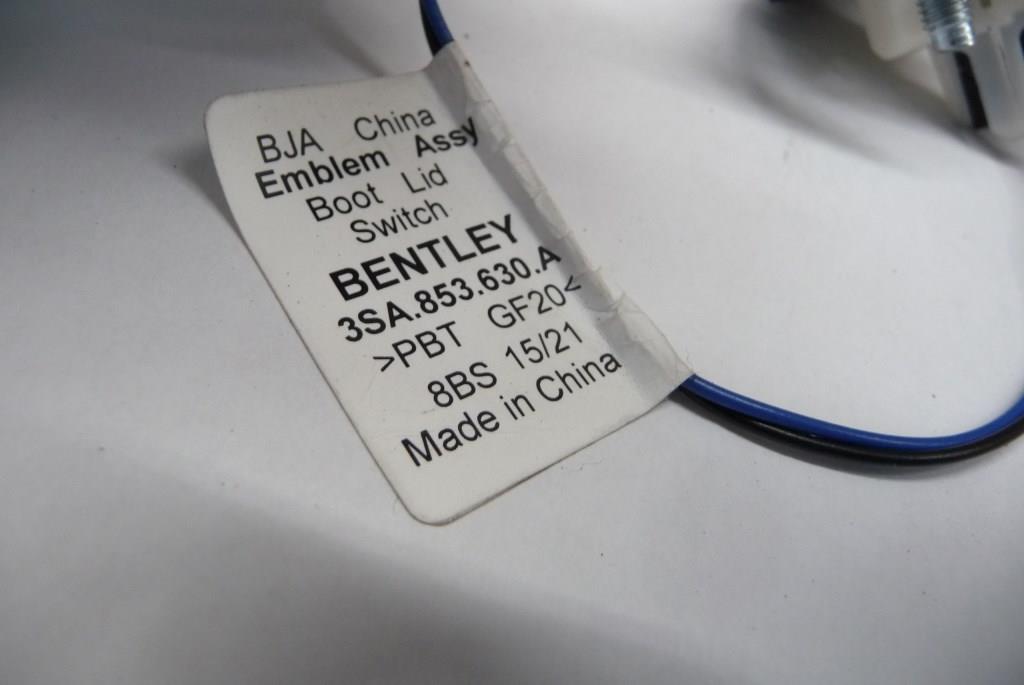 BJA China
Emblem Assy
Boot Lid
Switch
BENTLEY
3SA.853.630.A
>PBT GF20<
8BS 15/21
Made in China